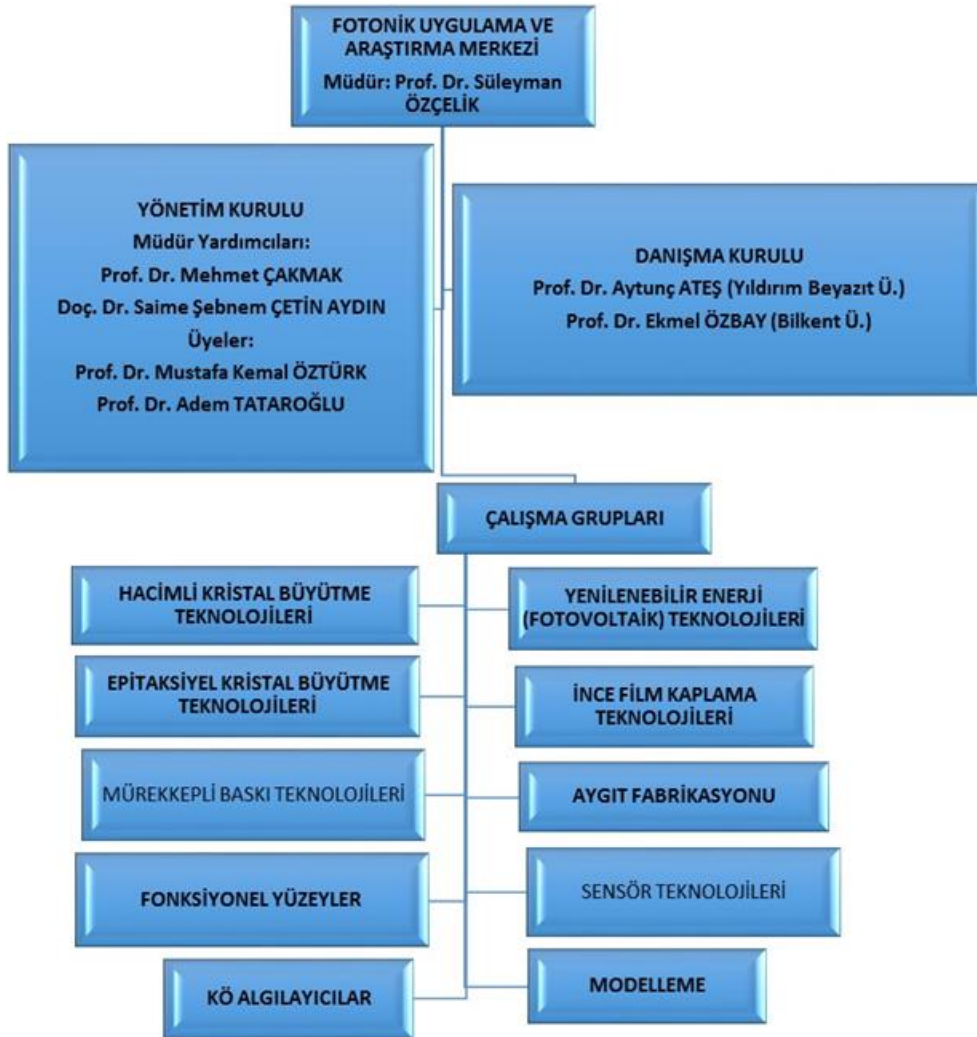 FOTONİK UYGULAMA VE
ARAŞTIRMA MERKEZİ
Müdür: Prof. Dr. Süleyman
ÖZÇELİK
YÖNETİM KURULU
Müdür Yardımcıları:
Prof. Dr. Mehmet ÇAKMAK
Doç. Dr. Saime Şebnem ÇETİN AYDIN
Üyeler:
Prof. Dr. Mustafa Kemal ÖZTÜRK
Prof. Dr. Adem TATAROĞLU
DANIŞMA KURULU
Prof. Dr. Aytunç ATEŞ (Yıldırım Beyazıt Ü.)
Prof. Dr. Ekmel ÖZBAY (Bilkent Ü.)
ÇALIŞMA GRUPLARI
HACİMLİ KRİSTAL BÜYÜTME
TEKNOLOJİLERİ
YENİLENEBİLİR ENERJİ
(FOTOVOLTAİK) TEKNOLOJİLERİ
EPİTAKSİYEL KRİSTAL BÜYÜTME
TEKNOLOJİLERİ
İNCE FİLM KAPLAMA
TEKNOLOJİLERİ
MÜREKKEPLİ BASKI TEKNOLOJİLERİ
AYGIT FABRİKASYONU
FONKSİYONEL YÜZEYLER
SENSÖR TEKNOLOJİLERİ
KÖ ALGILAYICILAR
MODELLEME